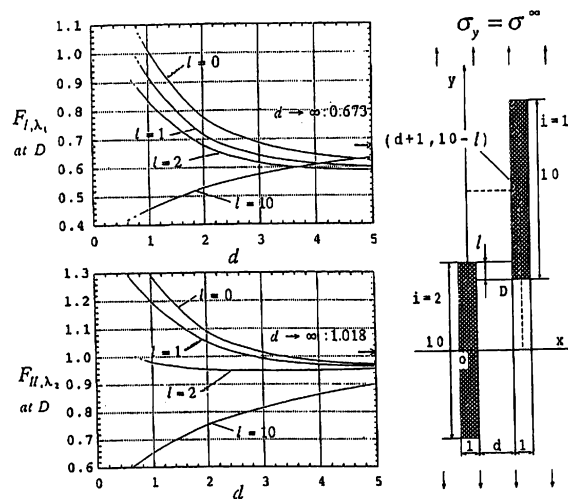 1.1
1.0
0.9
0.8
0.7
0.6
0.5
0.4
F_{I,λ₁}
at D
l = 0
l = 1
l = 2
l = 10
d → ∞ : 0.673
0 1 2 3 4 5
d
1.3
1.2
1.1
1.0
0.9
0.8
0.7
0.6
F_{II,λ₂}
at D
l = 0
l = 1
l = 2
l = 10
d → ∞ : 1.018
0 1 2 3 4 5
d
σ_y = σ^∞
y
i=1
(d+1, 10-l)
10
l
D
i=2
10
x
o
1 d 1